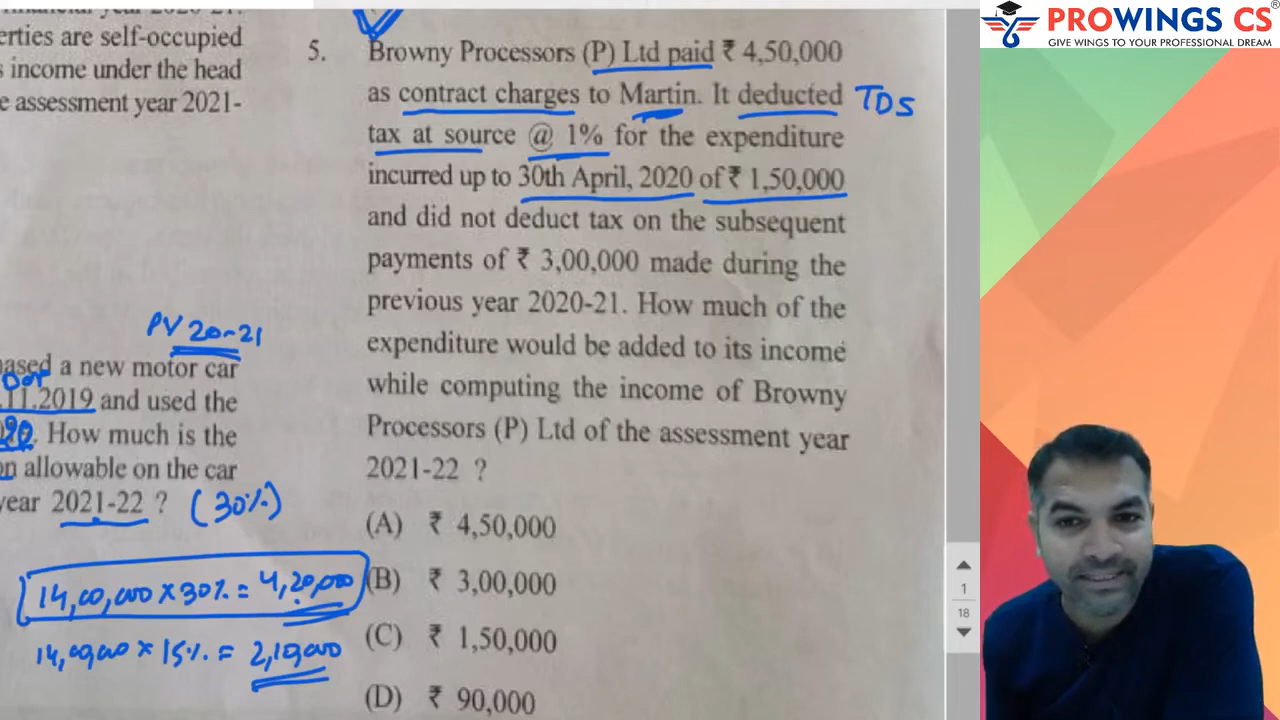 erties are self-occupied
income under the head
e assessment year 2021-
PV 20-21
ased a new motor car
.11.2019 and used the
. How much is the
on allowable on the car
year 2021-22 ? (30%)
14,00,000 x 30% = 4,20,000
14,00,000 x 15% = 2,10,000
5. Browny Processors (P) Ltd paid ₹ 4,50,000
as contract charges to Martin. It deducted TDS
tax at source @ 1% for the expenditure
incurred up to 30th April, 2020 of ₹ 1,50,000
and did not deduct tax on the subsequent
payments of ₹ 3,00,000 made during the
previous year 2020-21. How much of the
expenditure would be added to its income
while computing the income of Browny
Processors (P) Ltd of the assessment year
2021-22 ?
(A) ₹ 4,50,000
(B) ₹ 3,00,000
(C) ₹ 1,50,000
(D) ₹ 90,000
PROWINGS CS®
GIVE WINGS TO YOUR PROFESSIONAL DREAM
1
18